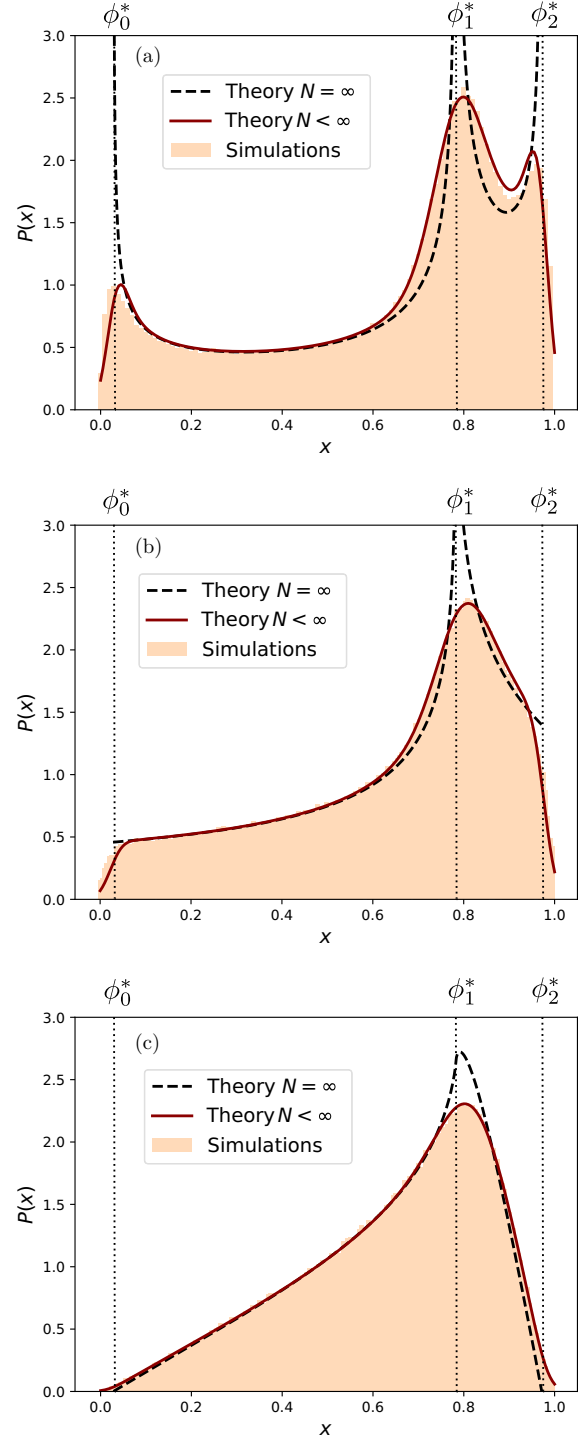 ϕ₀* ϕ₁* ϕ₂*
(a)
Theory N = ∞
Theory N < ∞
Simulations
P(x)
3.0
2.5
2.0
1.5
1.0
0.5
0.0
0.0 0.2 0.4 0.6 0.8 1.0
x
ϕ₀* ϕ₁* ϕ₂*
(b)
Theory N = ∞
Theory N < ∞
Simulations
P(x)
3.0
2.5
2.0
1.5
1.0
0.5
0.0
0.0 0.2 0.4 0.6 0.8 1.0
x
ϕ₀* ϕ₁* ϕ₂*
(c)
Theory N = ∞
Theory N < ∞
Simulations
P(x)
3.0
2.5
2.0
1.5
1.0
0.5
0.0
0.0 0.2 0.4 0.6 0.8 1.0
x